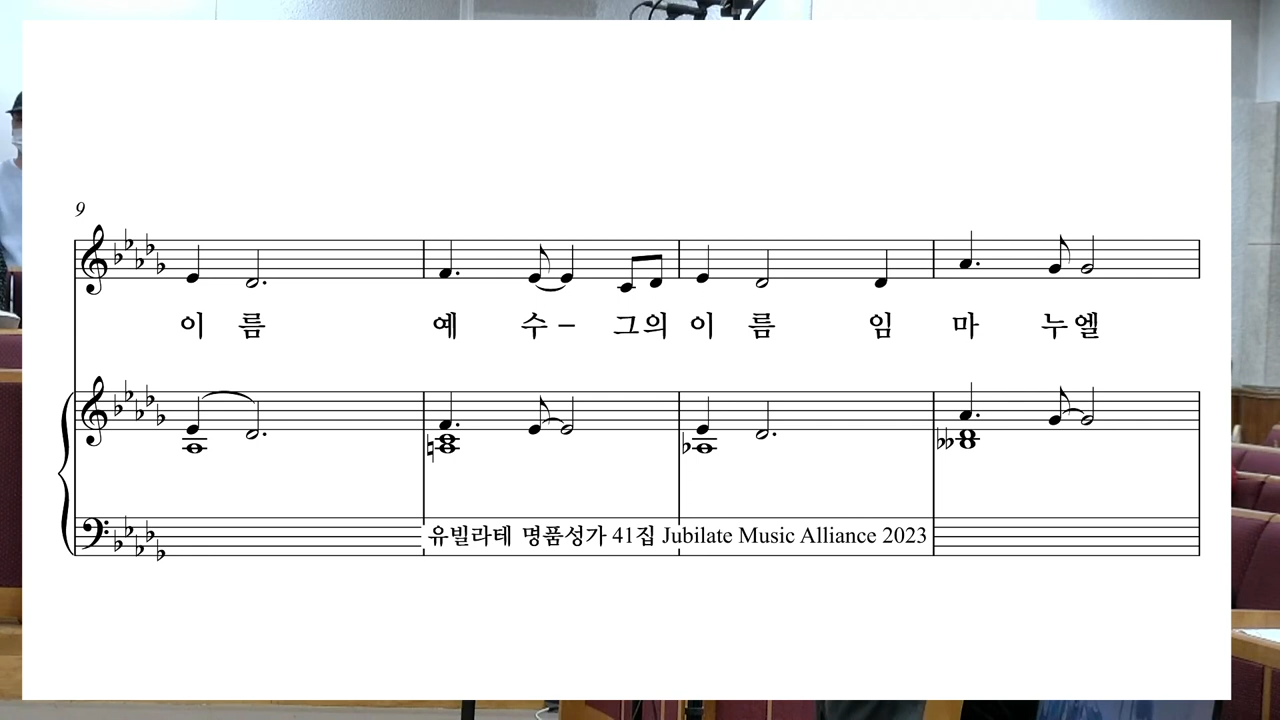 9
이 름 예 수 – 그의 이 름 임 마 누엘
유빌라테 명품성가 41집 Jubilate Music Alliance 2023